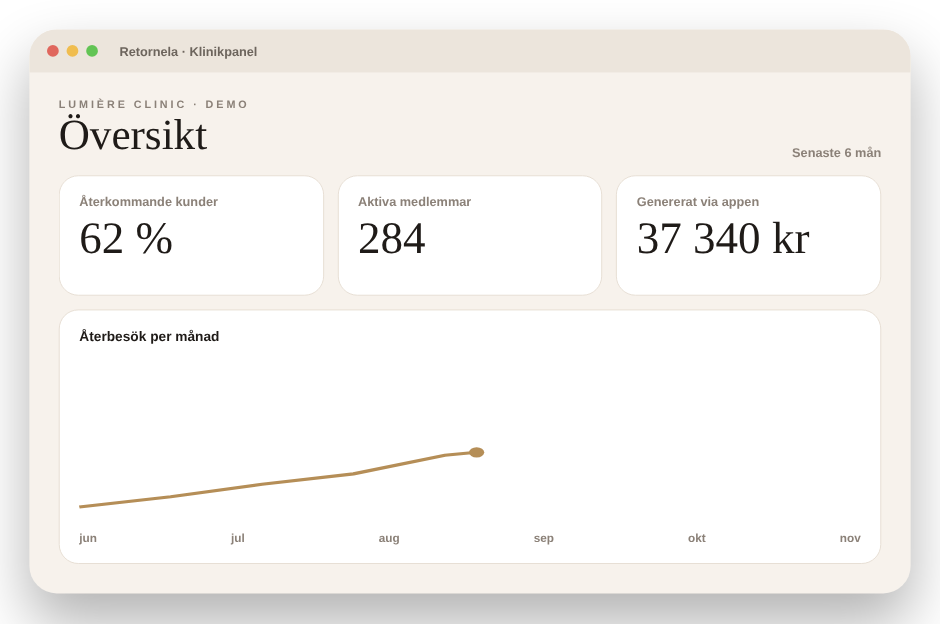 Retornela · Klinikpanel
LUMIÈRE CLINIC · DEMO
Översikt
Senaste 6 mån
Återkommande kunder
62 %
Aktiva medlemmar
284
Genererat via appen
37 340 kr
Återbesök per månad
jun jul aug sep okt nov